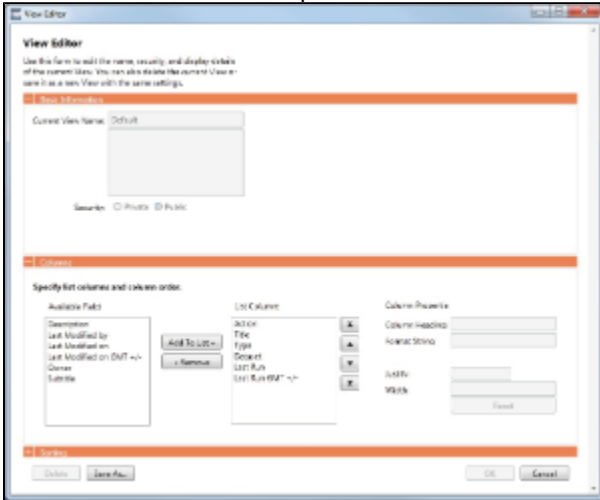 View Editor
View Editor
Use this form to edit the name, security, and display details
of the current View. You can also delete the current View or
save it as a new View with the same settings.
Basic Information
Current View Name: Default
Security: Private Public
Columns
Specify list columns and column order.
Available Fields List Columns Column Properties
Description
Last Modified by
Last Modified on
Last Modified on GMT +/-
Owner
Subtitle
Add To List >
< Remove
Action
Title
Type
Last Run
Last Run GMT +/-
Column Heading:
Format String:
Justify:
Width:
Reset
Sorting
Delete Save As... OK Cancel